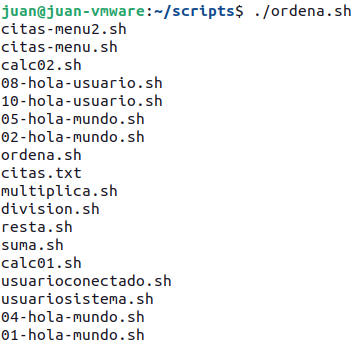 juan@juan-vmware:~/scripts$ ./ordena.sh
citas-menu2.sh
citas-menu.sh
calc02.sh
08-hola-usuario.sh
10-hola-usuario.sh
05-hola-mundo.sh
02-hola-mundo.sh
ordena.sh
citas.txt
multiplica.sh
division.sh
resta.sh
suma.sh
calc01.sh
usuarioconectado.sh
usuariosistema.sh
04-hola-mundo.sh
01-hola-mundo.sh